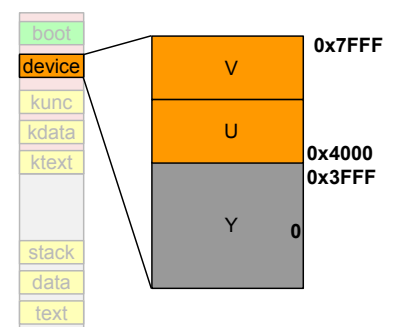 boot
device
kunc
kdata
ktext
stack
data
text
0x7FFF
V
U
0x4000
0x3FFF
Y
0